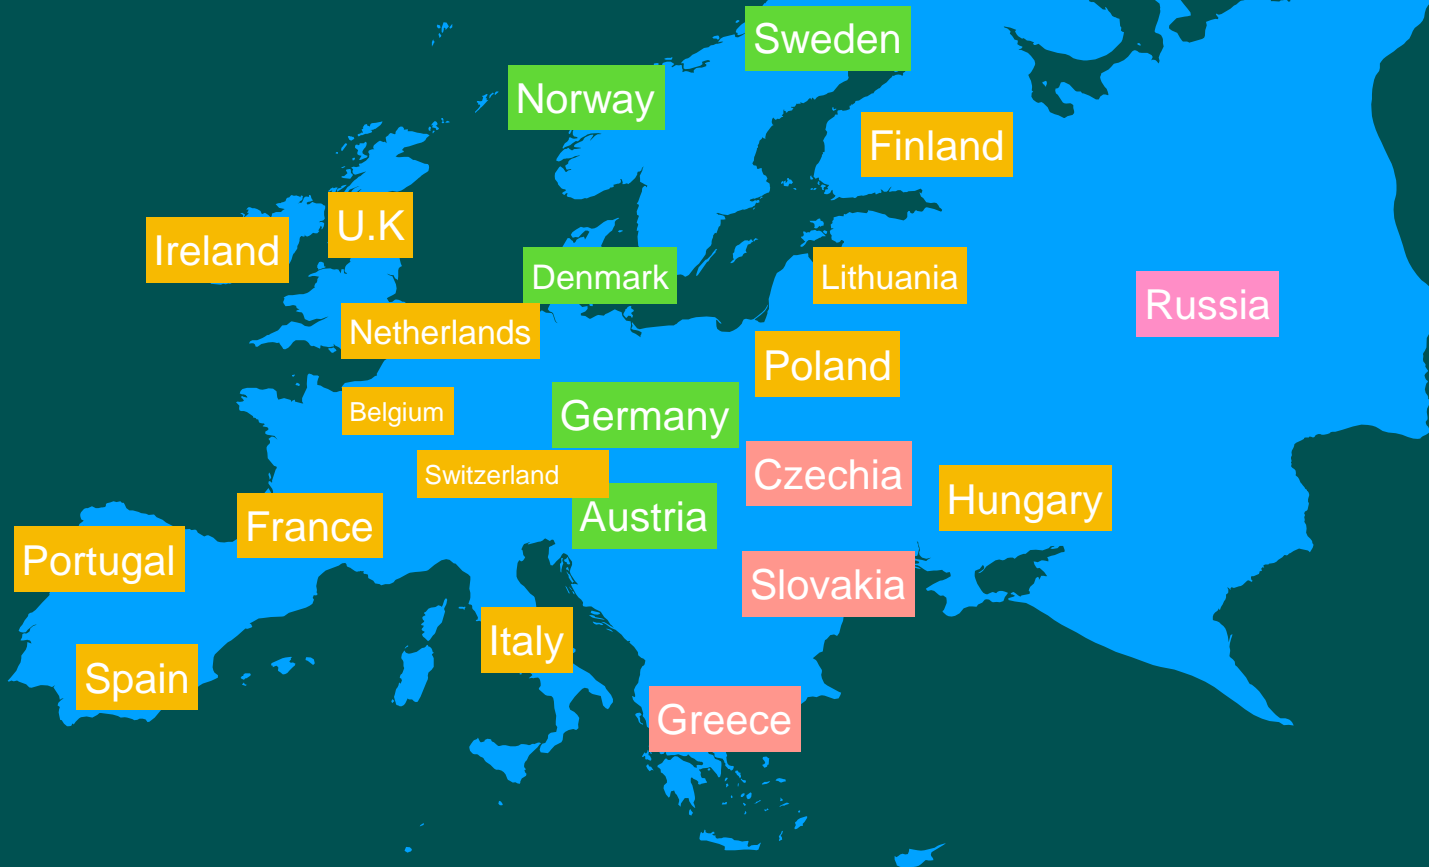 Sweden
Norway
Finland
U.K
Ireland
Denmark
Lithuania
Russia
Netherlands
Poland
Belgium
Germany
Switzerland
Czechia
Hungary
France
Austria
Portugal
Slovakia
Italy
Spain
Greece